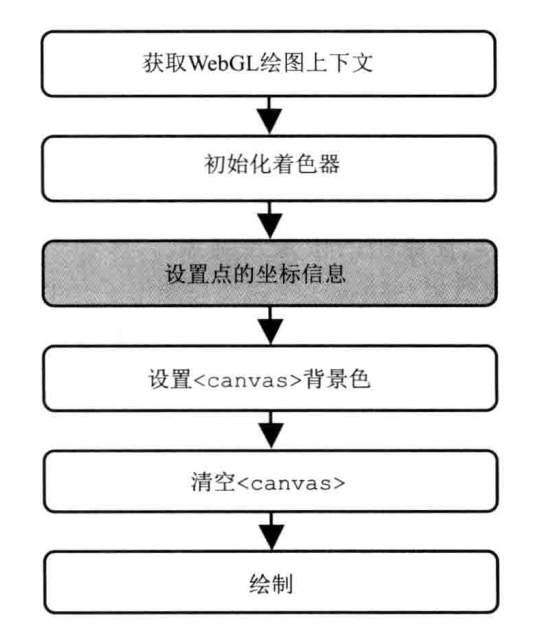 获取WebGL绘图上下文
初始化着色器
设置点的坐标信息
设置<canvas>背景色
清空<canvas>
绘制